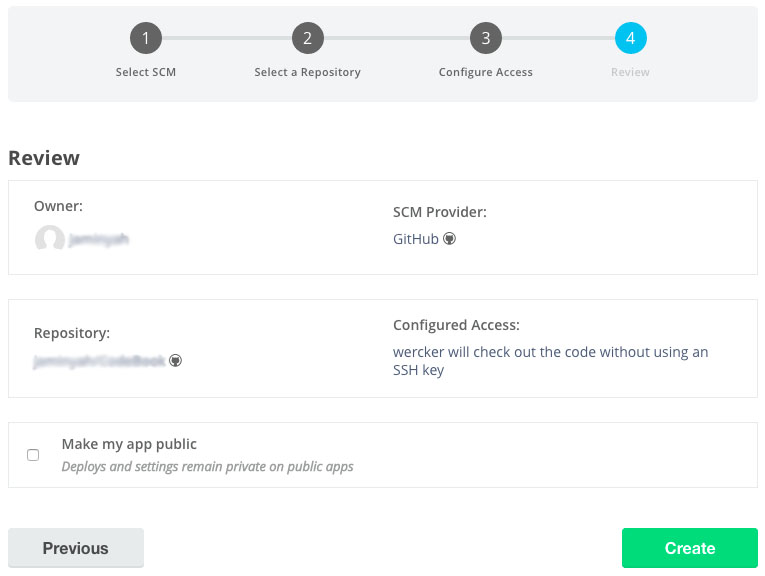 1 2 3 4
Select SCM Select a Repository Configure Access Review
Review
Owner:
SCM Provider:
GitHub
Repository:
Configured Access:
wercker will check out the code without using an
SSH key
Make my app public
Deploys and settings remain private on public apps
Previous Create